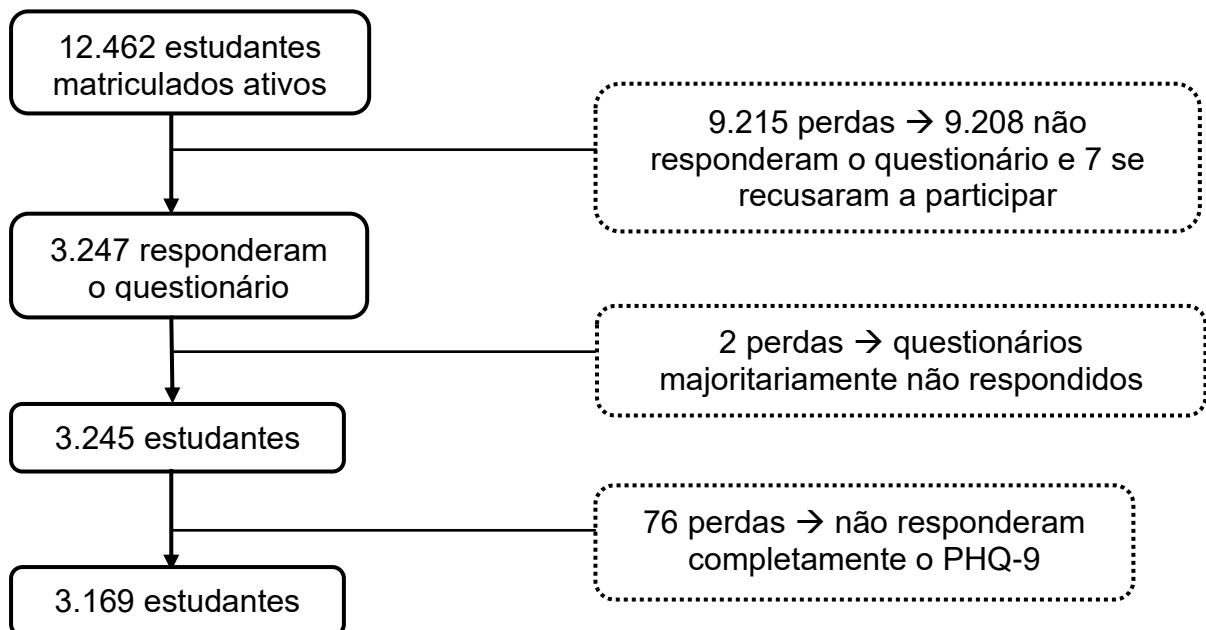 12.462 estudantes
matriculados ativos
9.215 perdas → 9.208 não
responderam o questionário e 7 se
recusaram a participar
3.247 responderam
o questionário
2 perdas → questionários
majoritariamente não respondidos
3.245 estudantes
76 perdas → não responderam
completamente o PHQ-9
3.169 estudantes